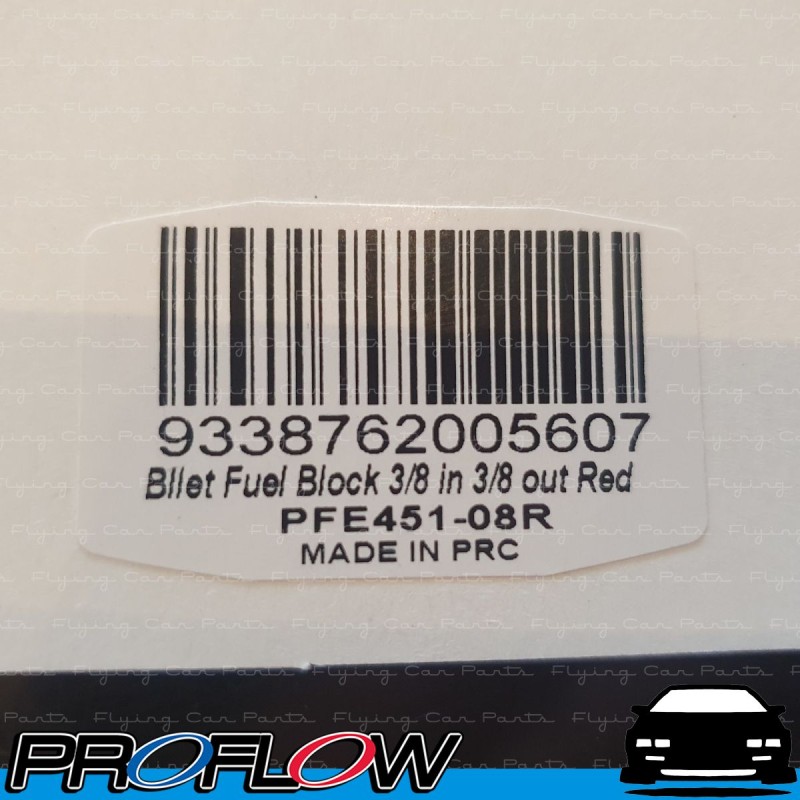 9338762005607
Bllet Fuel Block 3/8 in 3/8 out Red
PFE451-08R
MADE IN PRC
PROFLOW
Flying Car Parts